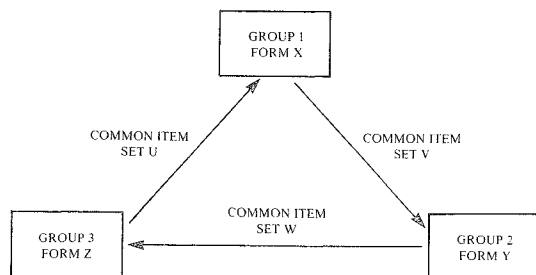 GROUP 1
FORM X
COMMON ITEM
SET U
COMMON ITEM
SET V
COMMON ITEM
SET W
GROUP 3
FORM Z
GROUP 2
FORM Y